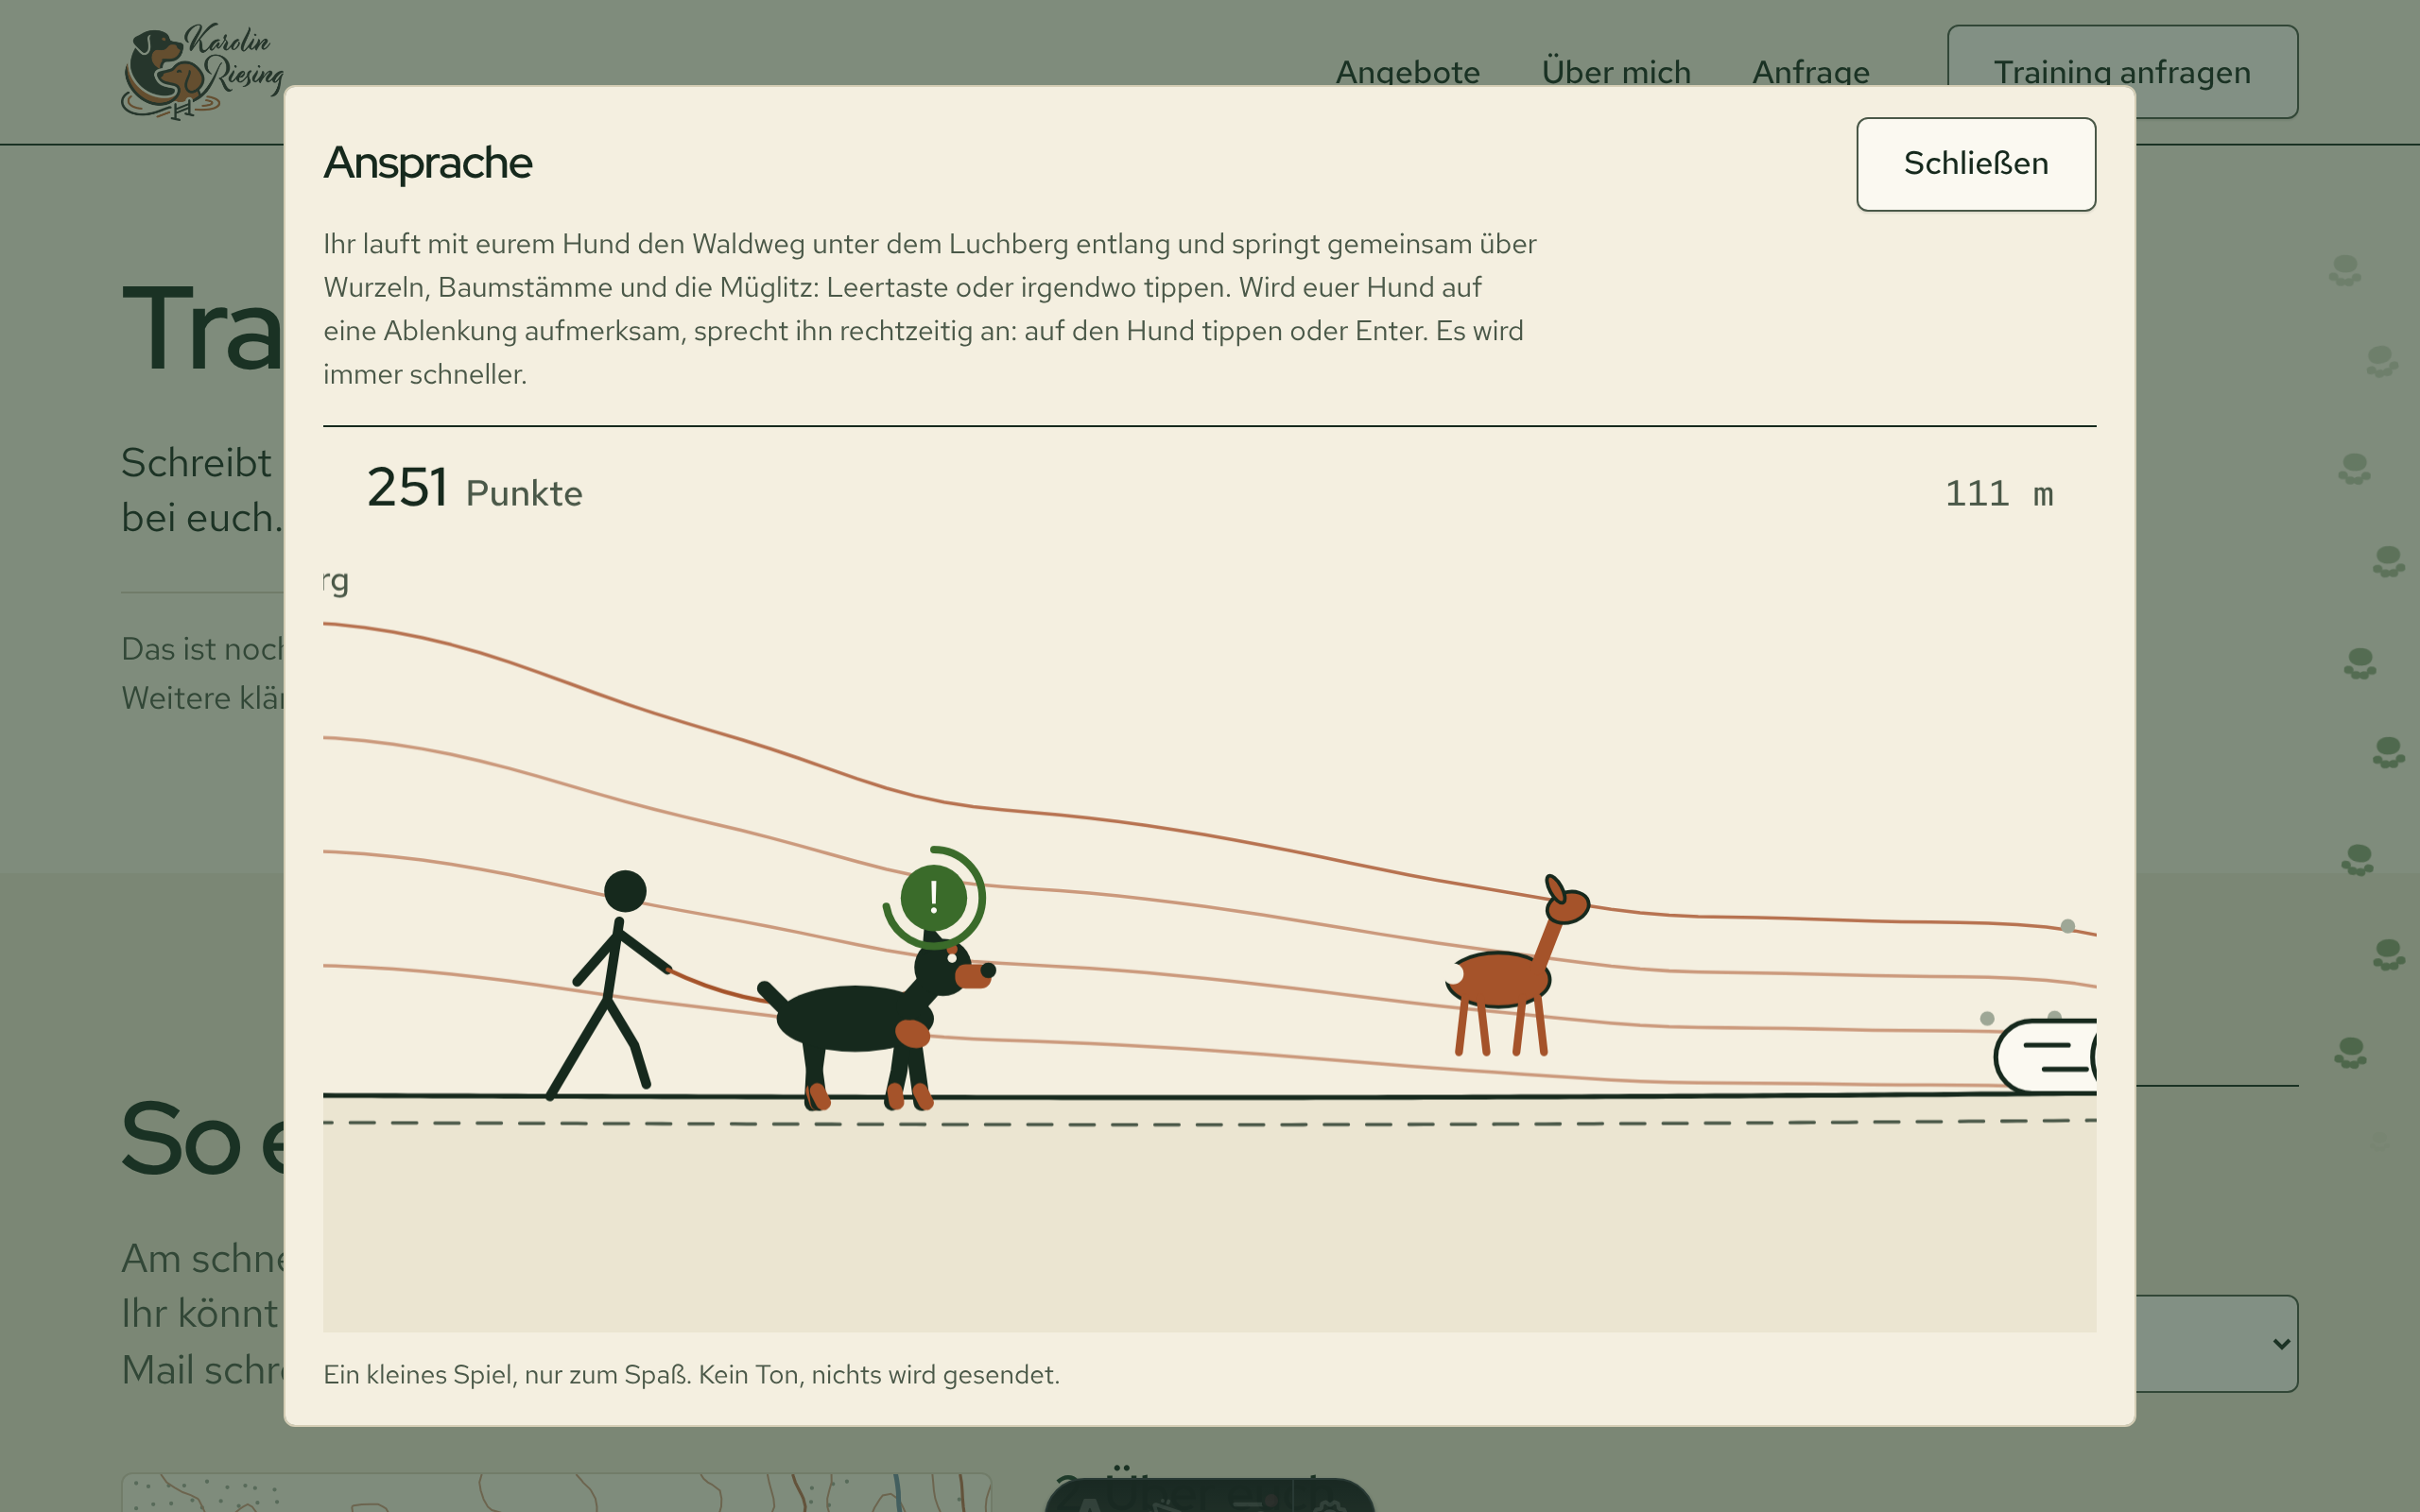 Karolin
Riesing
Angebote
Über mich
Anfrage
Training anfragen
Ansprache
Schließen
Ihr lauft mit eurem Hund den Waldweg unter dem Luchberg entlang und springt gemeinsam über
Wurzeln, Baumstämme und die Müglitz: Leertaste oder irgendwo tippen. Wird euer Hund auf
eine Ablenkung aufmerksam, sprecht ihn rechtzeitig an: auf den Hund tippen oder Enter. Es wird
immer schneller.
Tra
Schreibt
bei euch.
251 Punkte
111 m
rg
Das ist noch
Weitere klär
!
So e
Am schne
Ihr könnt
Mail schre
Ein kleines Spiel, nur zum Spaß. Kein Ton, nichts wird gesendet.